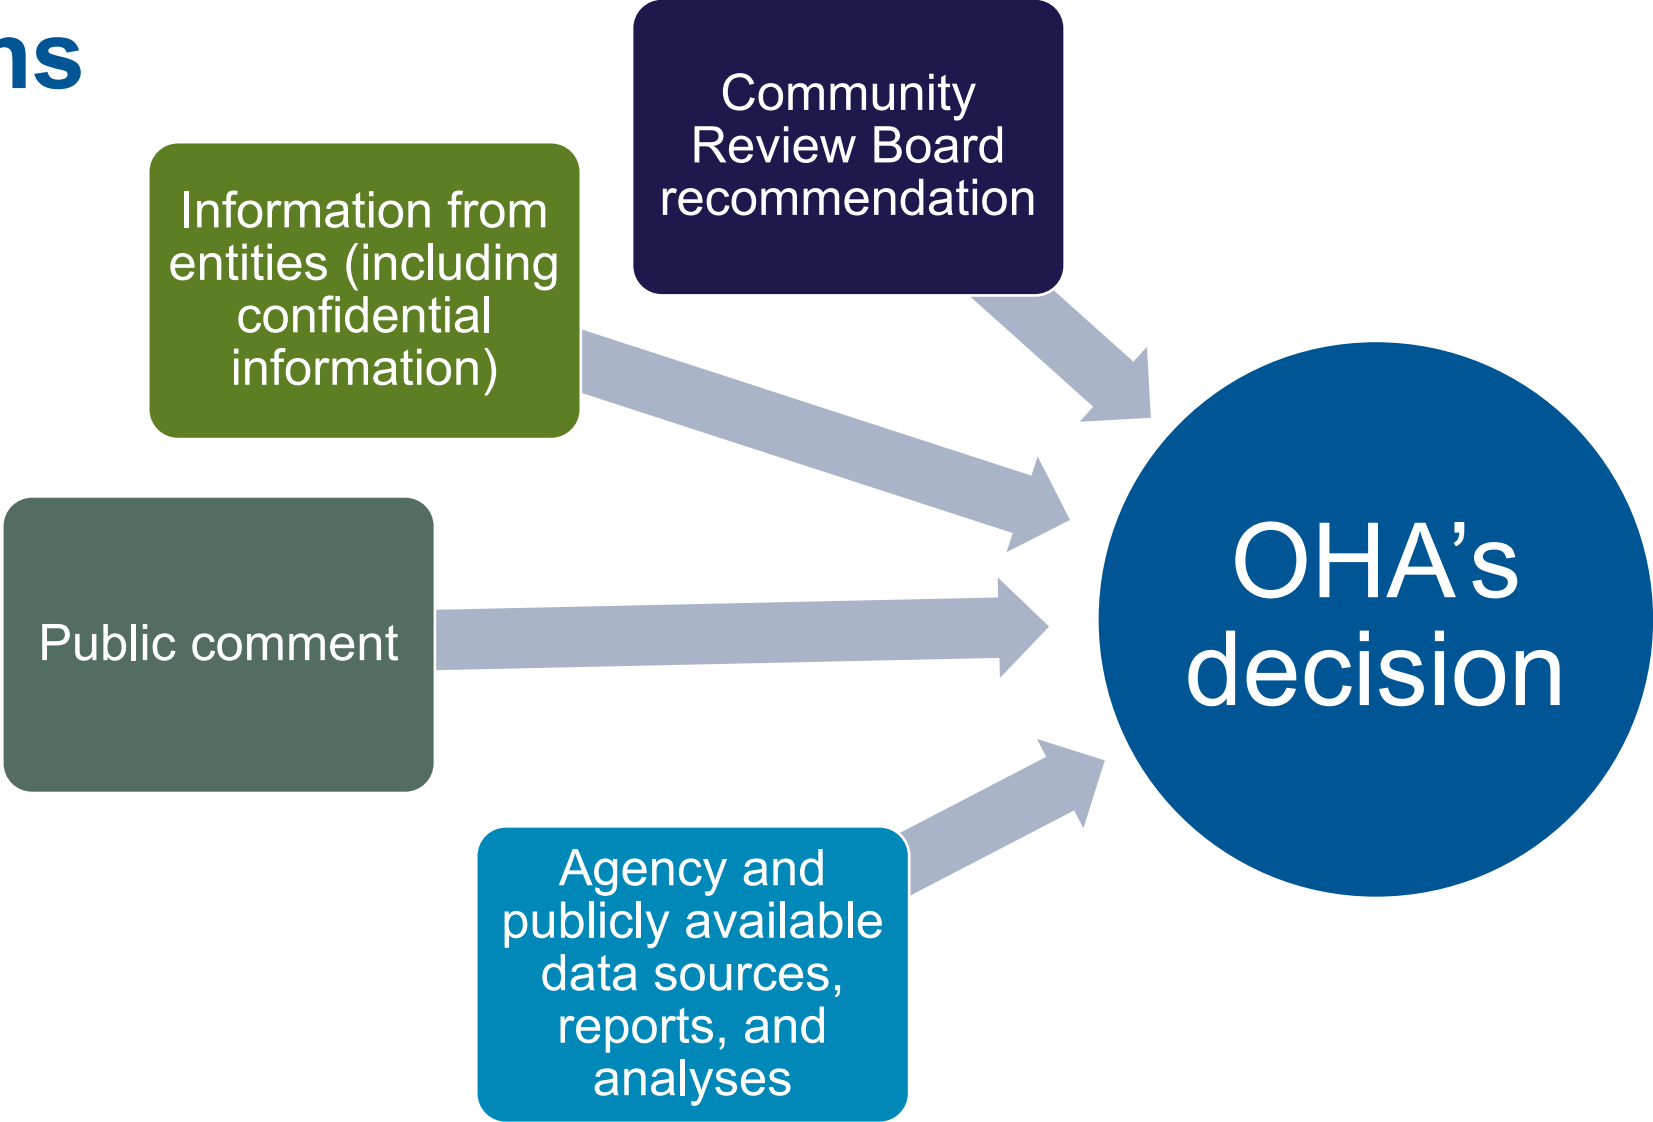 ns
Community
Review Board
recommendation
Information from
entities (including
confidential
information)
Public comment
Agency and
publicly available
data sources,
reports, and
analyses
OHA’s
decision